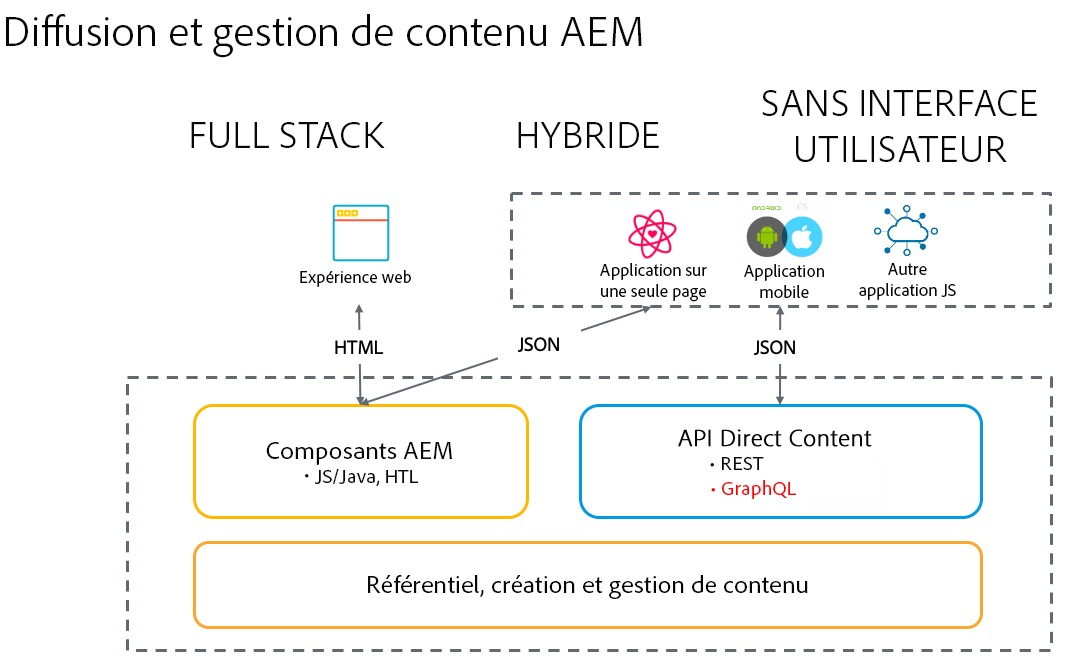 Diffusion et gestion de contenu AEM
FULL STACK
HYBRIDE
SANS INTERFACE
UTILISATEUR
ANDROID
iOS
Expérience web
Application sur
une seule page
Application
mobile
Autre
application JS
HTML
JSON
JSON
Composants AEM
• JS/Java, HTL
API Direct Content
• REST
• GraphQL
Référentiel, création et gestion de contenu